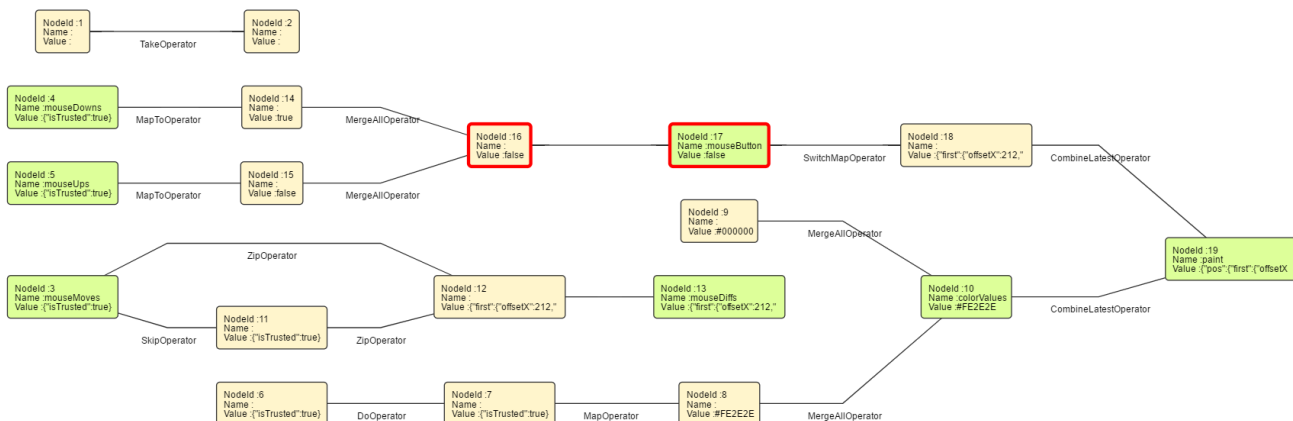 NodeId :1
Name :
Value :
TakeOperator
NodeId :2
Name :
Value :
NodeId :4
Name :mouseDowns
Value :{"isTrusted":true}
MapToOperator
NodeId :14
Name :
Value :true
MergeAllOperator
NodeId :5
Name :mouseUps
Value :{"isTrusted":true}
MapToOperator
NodeId :15
Name :
Value :false
MergeAllOperator
NodeId :16
Name :
Value :false
NodeId :17
Name :mouseButton
Value :false
SwitchMapOperator
NodeId :18
Name :
Value :{"first":{"offsetX":212,"
CombineLatestOperator
NodeId :9
Name :
Value :#000000
MergeAllOperator
NodeId :19
Name :paint
Value :{"pos":{"first":{"offsetX
ZipOperator
NodeId :3
Name :mouseMoves
Value :{"isTrusted":true}
SkipOperator
NodeId :11
Name :
Value :{"isTrusted":true}
ZipOperator
NodeId :12
Name :
Value :{"first":{"offsetX":212,"
NodeId :13
Name :mouseDiffs
Value :{"first":{"offsetX":212,"
NodeId :10
Name :colorValues
Value :#FE2E2E
CombineLatestOperator
NodeId :6
Name :
Value :{"isTrusted":true}
DoOperator
NodeId :7
Name :
Value :{"isTrusted":true}
MapOperator
NodeId :8
Name :
Value :#FE2E2E
MergeAllOperator